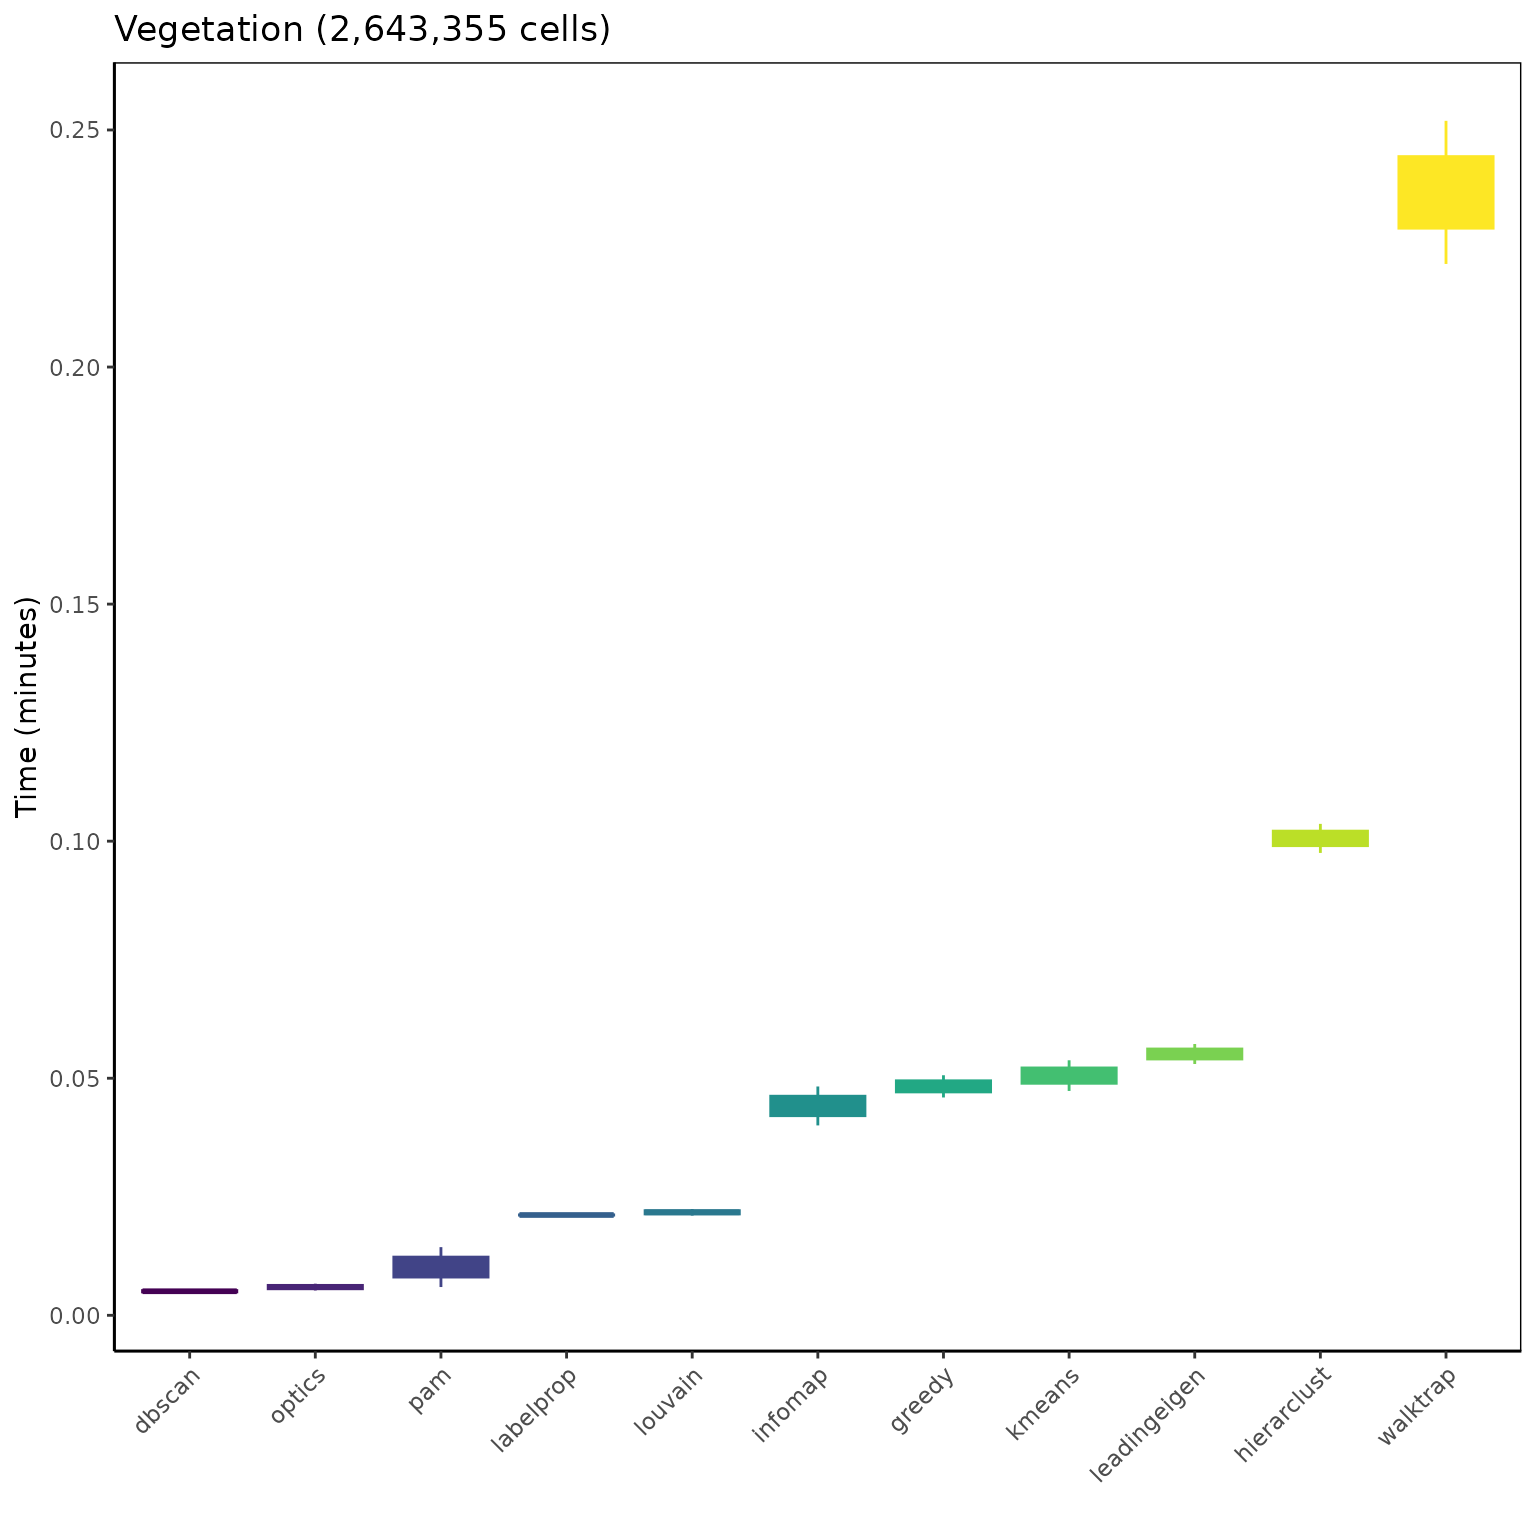 Vegetation (2,643,355 cells)
Time (minutes)
0.25
0.20
0.15
0.10
0.05
0.00
dbscan
optics
pam
labelprop
louvain
infomap
greedy
kmeans
leadingeigen
hierarclust
walktrap